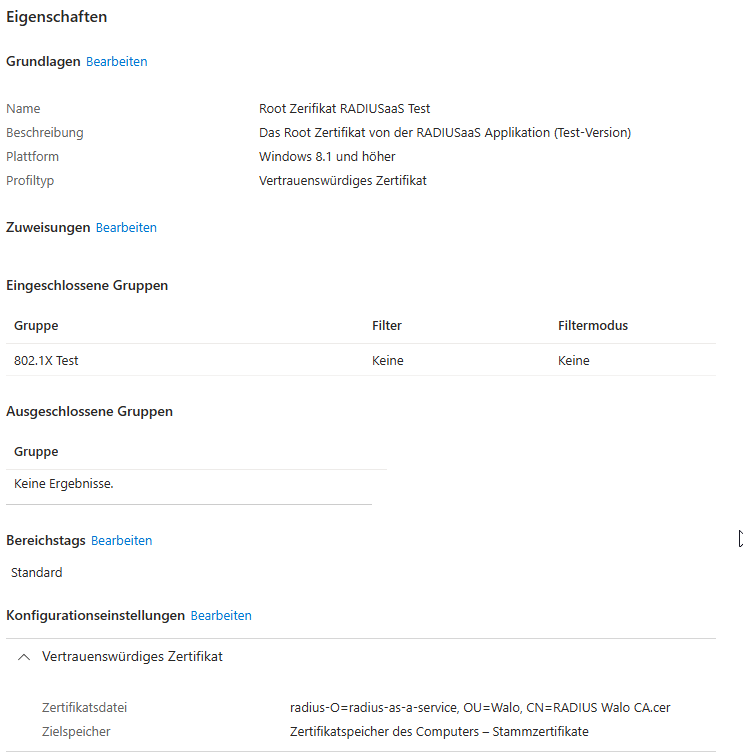 Eigenschaften
Grundlagen Bearbeiten
Name Root Zerifikat RADIUSaaS Test
Beschreibung Das Root Zertifikat von der RADIUSaaS Applikation (Test-Version)
Plattform Windows 8.1 und höher
Profiltyp Vertrauenswürdiges Zertifikat
Zuweisungen Bearbeiten
Eingeschlossene Gruppen
Gruppe Filter Filtermodus
802.1X Test Keine Keine
Ausgeschlossene Gruppen
Gruppe
Keine Ergebnisse.
Bereichstags Bearbeiten
Standard
Konfigurationseinstellungen Bearbeiten
Vertrauenswürdiges Zertifikat
Zertifikatsdatei radius-O=radius-as-a-service, OU=Walo, CN=RADIUS Walo CA.cer
Zielspeicher Zertifikatspeicher des Computers – Stammzertifikate